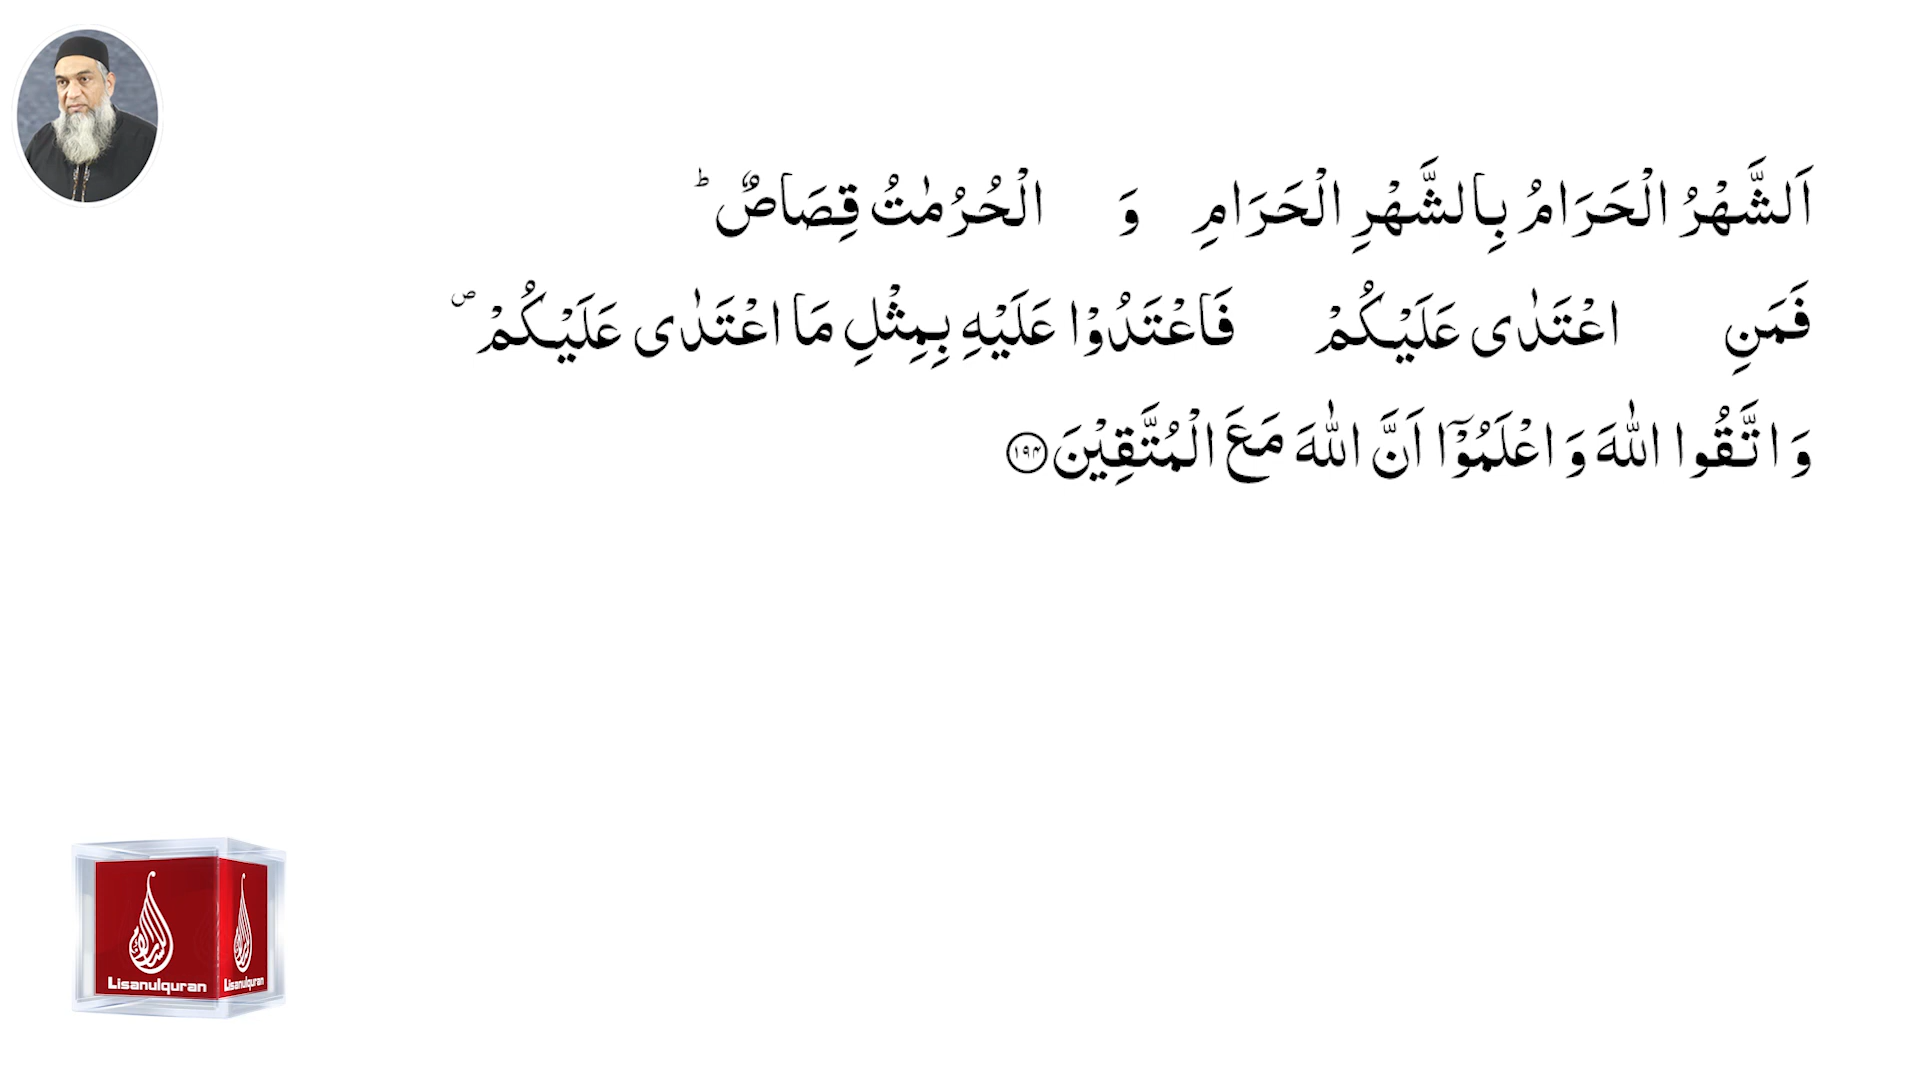 اَلشَّهْرُ الْحَرَامُ بِالشَّهْرِ الْحَرَامِ وَ الْحُرُمٰتُ قِصَاصٌ ؕ
فَمَنِ اعْتَدٰی عَلَیْكُمْ فَاعْتَدُوْا عَلَیْهِ بِمِثْلِ مَا اعْتَدٰی عَلَیْكُمْ ۪
وَ اتَّقُوا اللّٰهَ وَ اعْلَمُوْۤا اَنَّ اللّٰهَ مَعَ الْمُتَّقِیْنَ ۱۹۴
Lisanulquran Lisanulquran